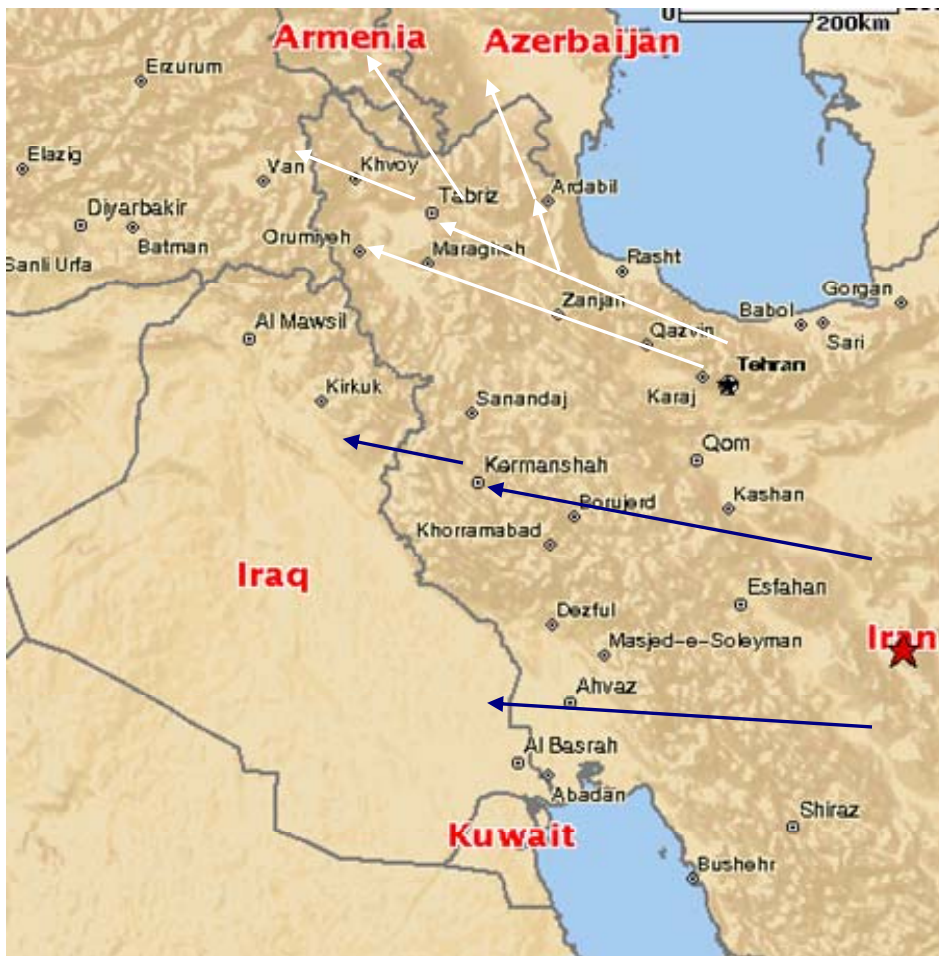 0
200km
Armenia
Azerbaijan
Erzurum
Elazig
Van
Khvoy
Tabriz
Ardabil
Diyarbakir
Batman
Orumiyeh
Maragheh
Rasht
Sanli Urfa
Zanjan
Gorgan
Babol
Al Mawsil
Qazvin
Sari
Tehran
Kirkuk
Sanandaj
Karaj
Qom
Kermanshah
Borujerd
Kashan
Khorramabad
Iraq
Esfahan
Dezful
Masjed-e-Soleyman
Iran
Ahvaz
Al Basrah
Abadan
Kuwait
Shiraz
Bushehr